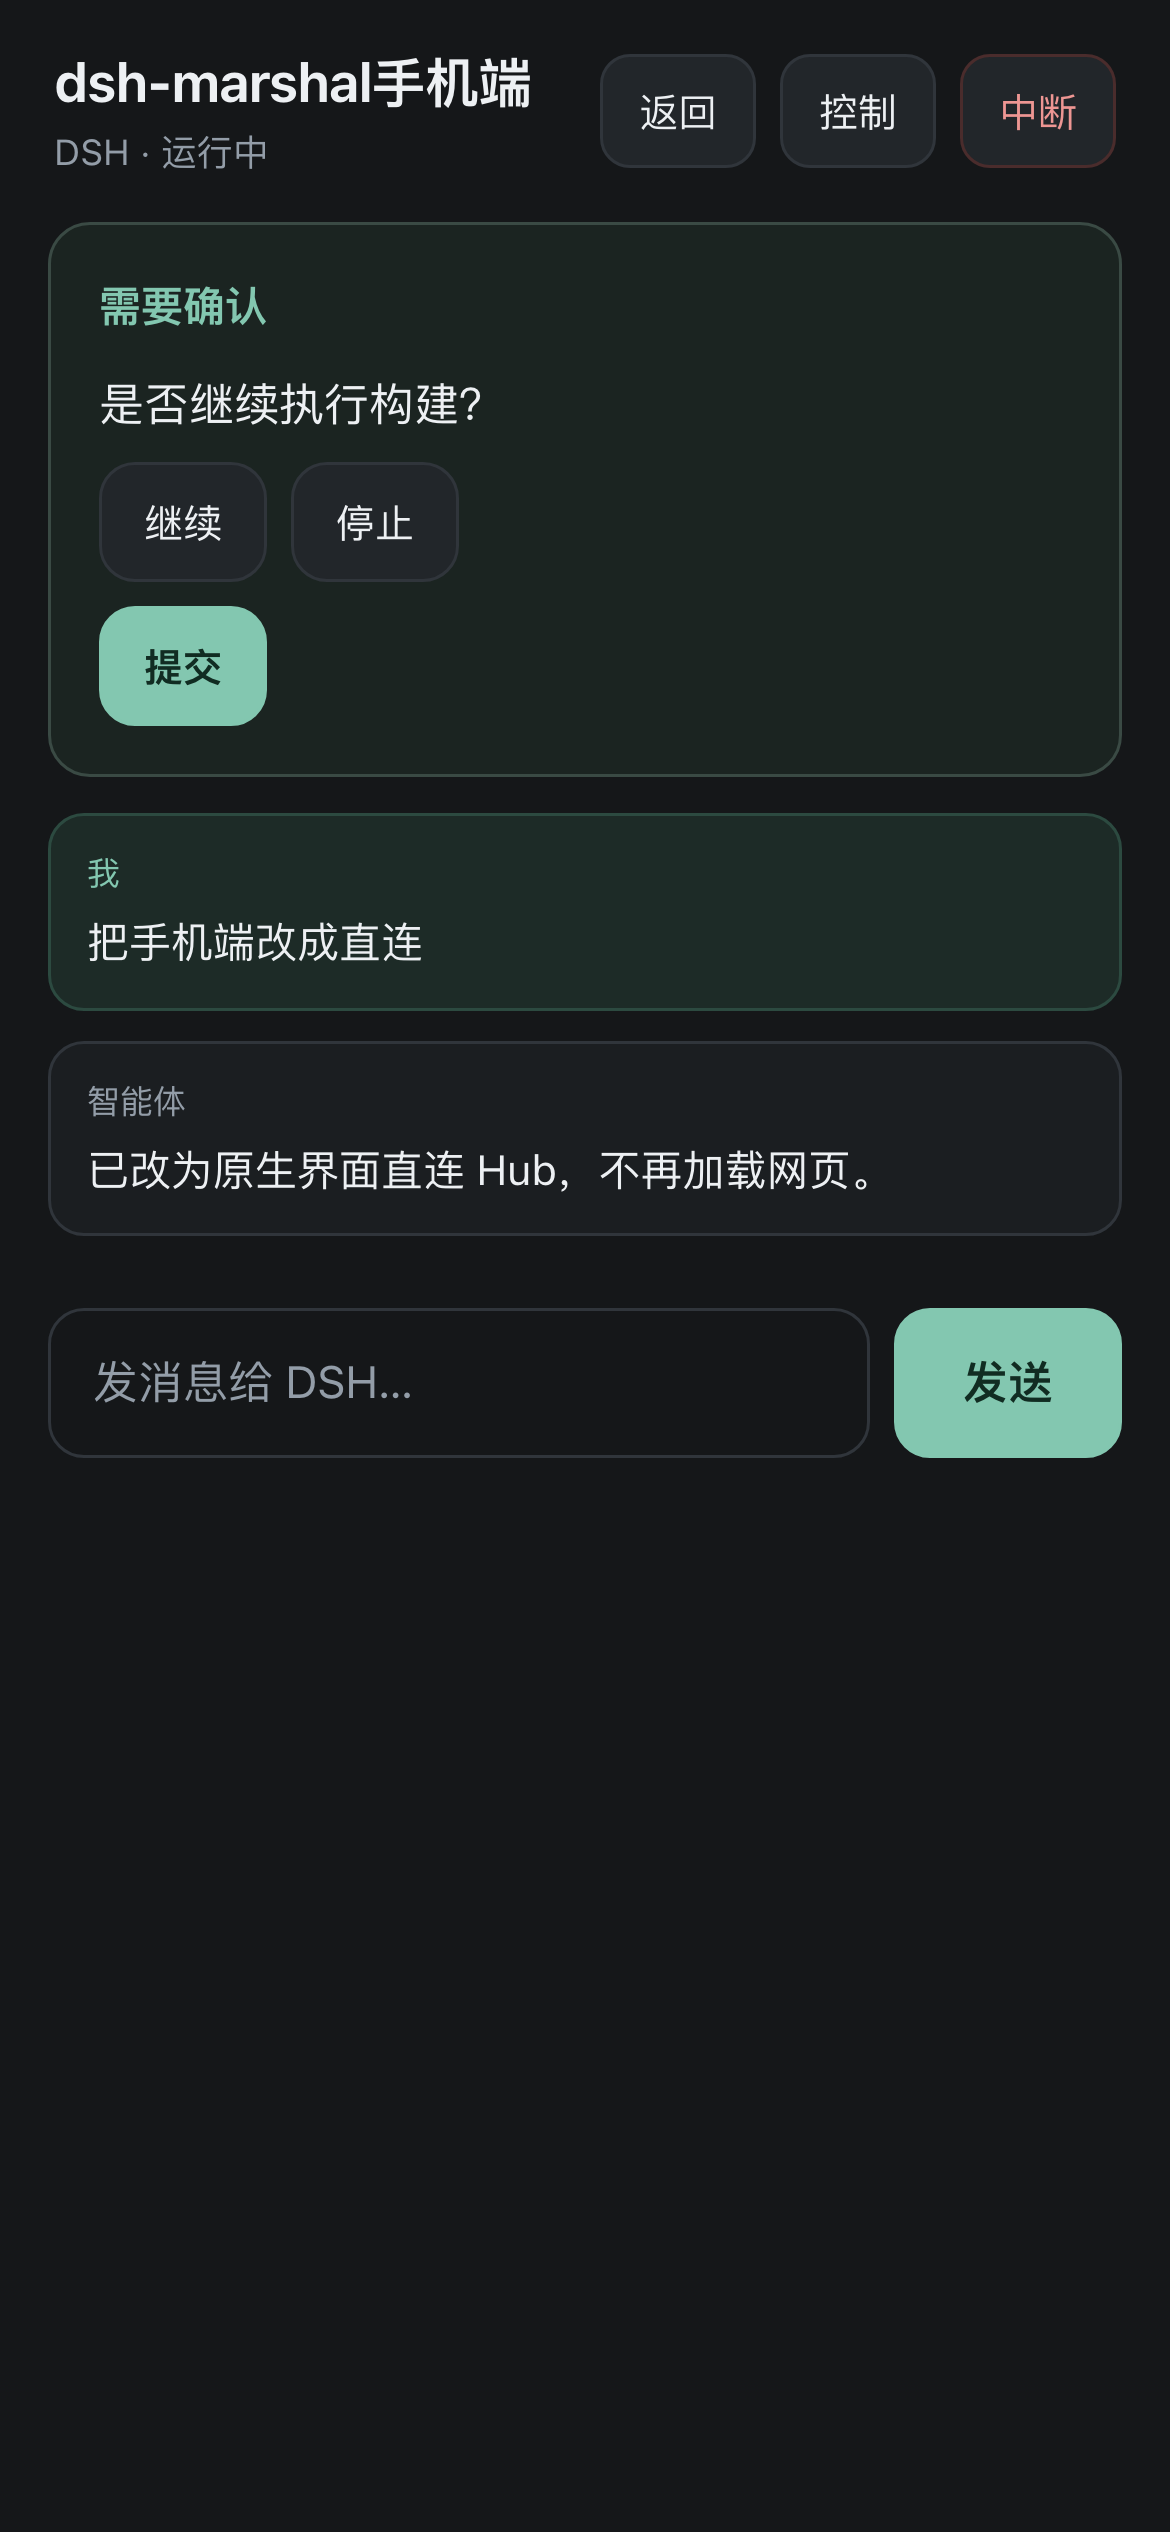 dsh-marshal手机端
DSH · 运行中
返回
控制
中断
需要确认
是否继续执行构建?
继续
停止
提交
我
把手机端改成直连
智能体
已改为原生界面直连 Hub，不再加载网页。
发消息给 DSH...
发送